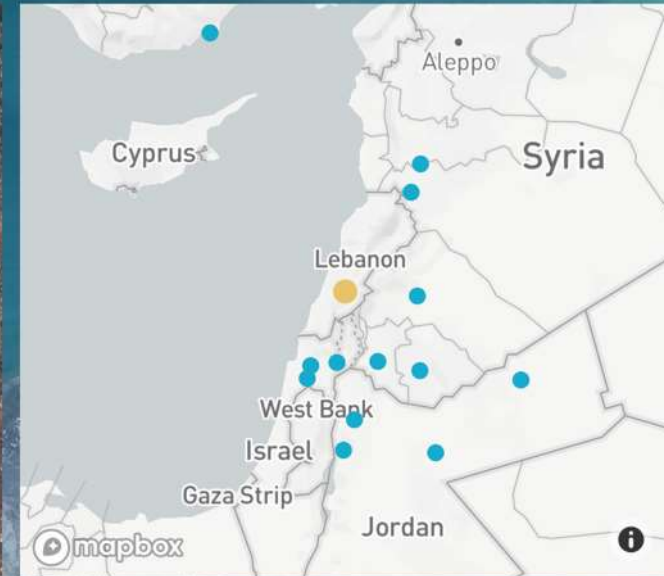 Aleppo
Cyprus
Syria
Lebanon
West Bank
Israel
Gaza Strip
Jordan
mapbox
i